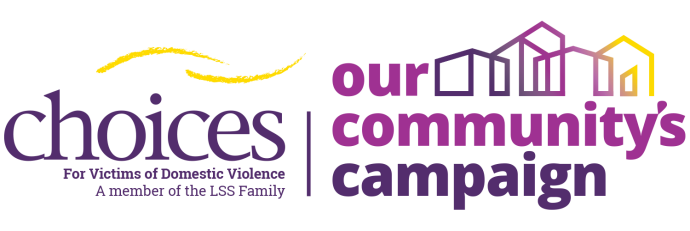 choices
For Victims of Domestic Violence
A member of the LSS Family
our
community's
campaign